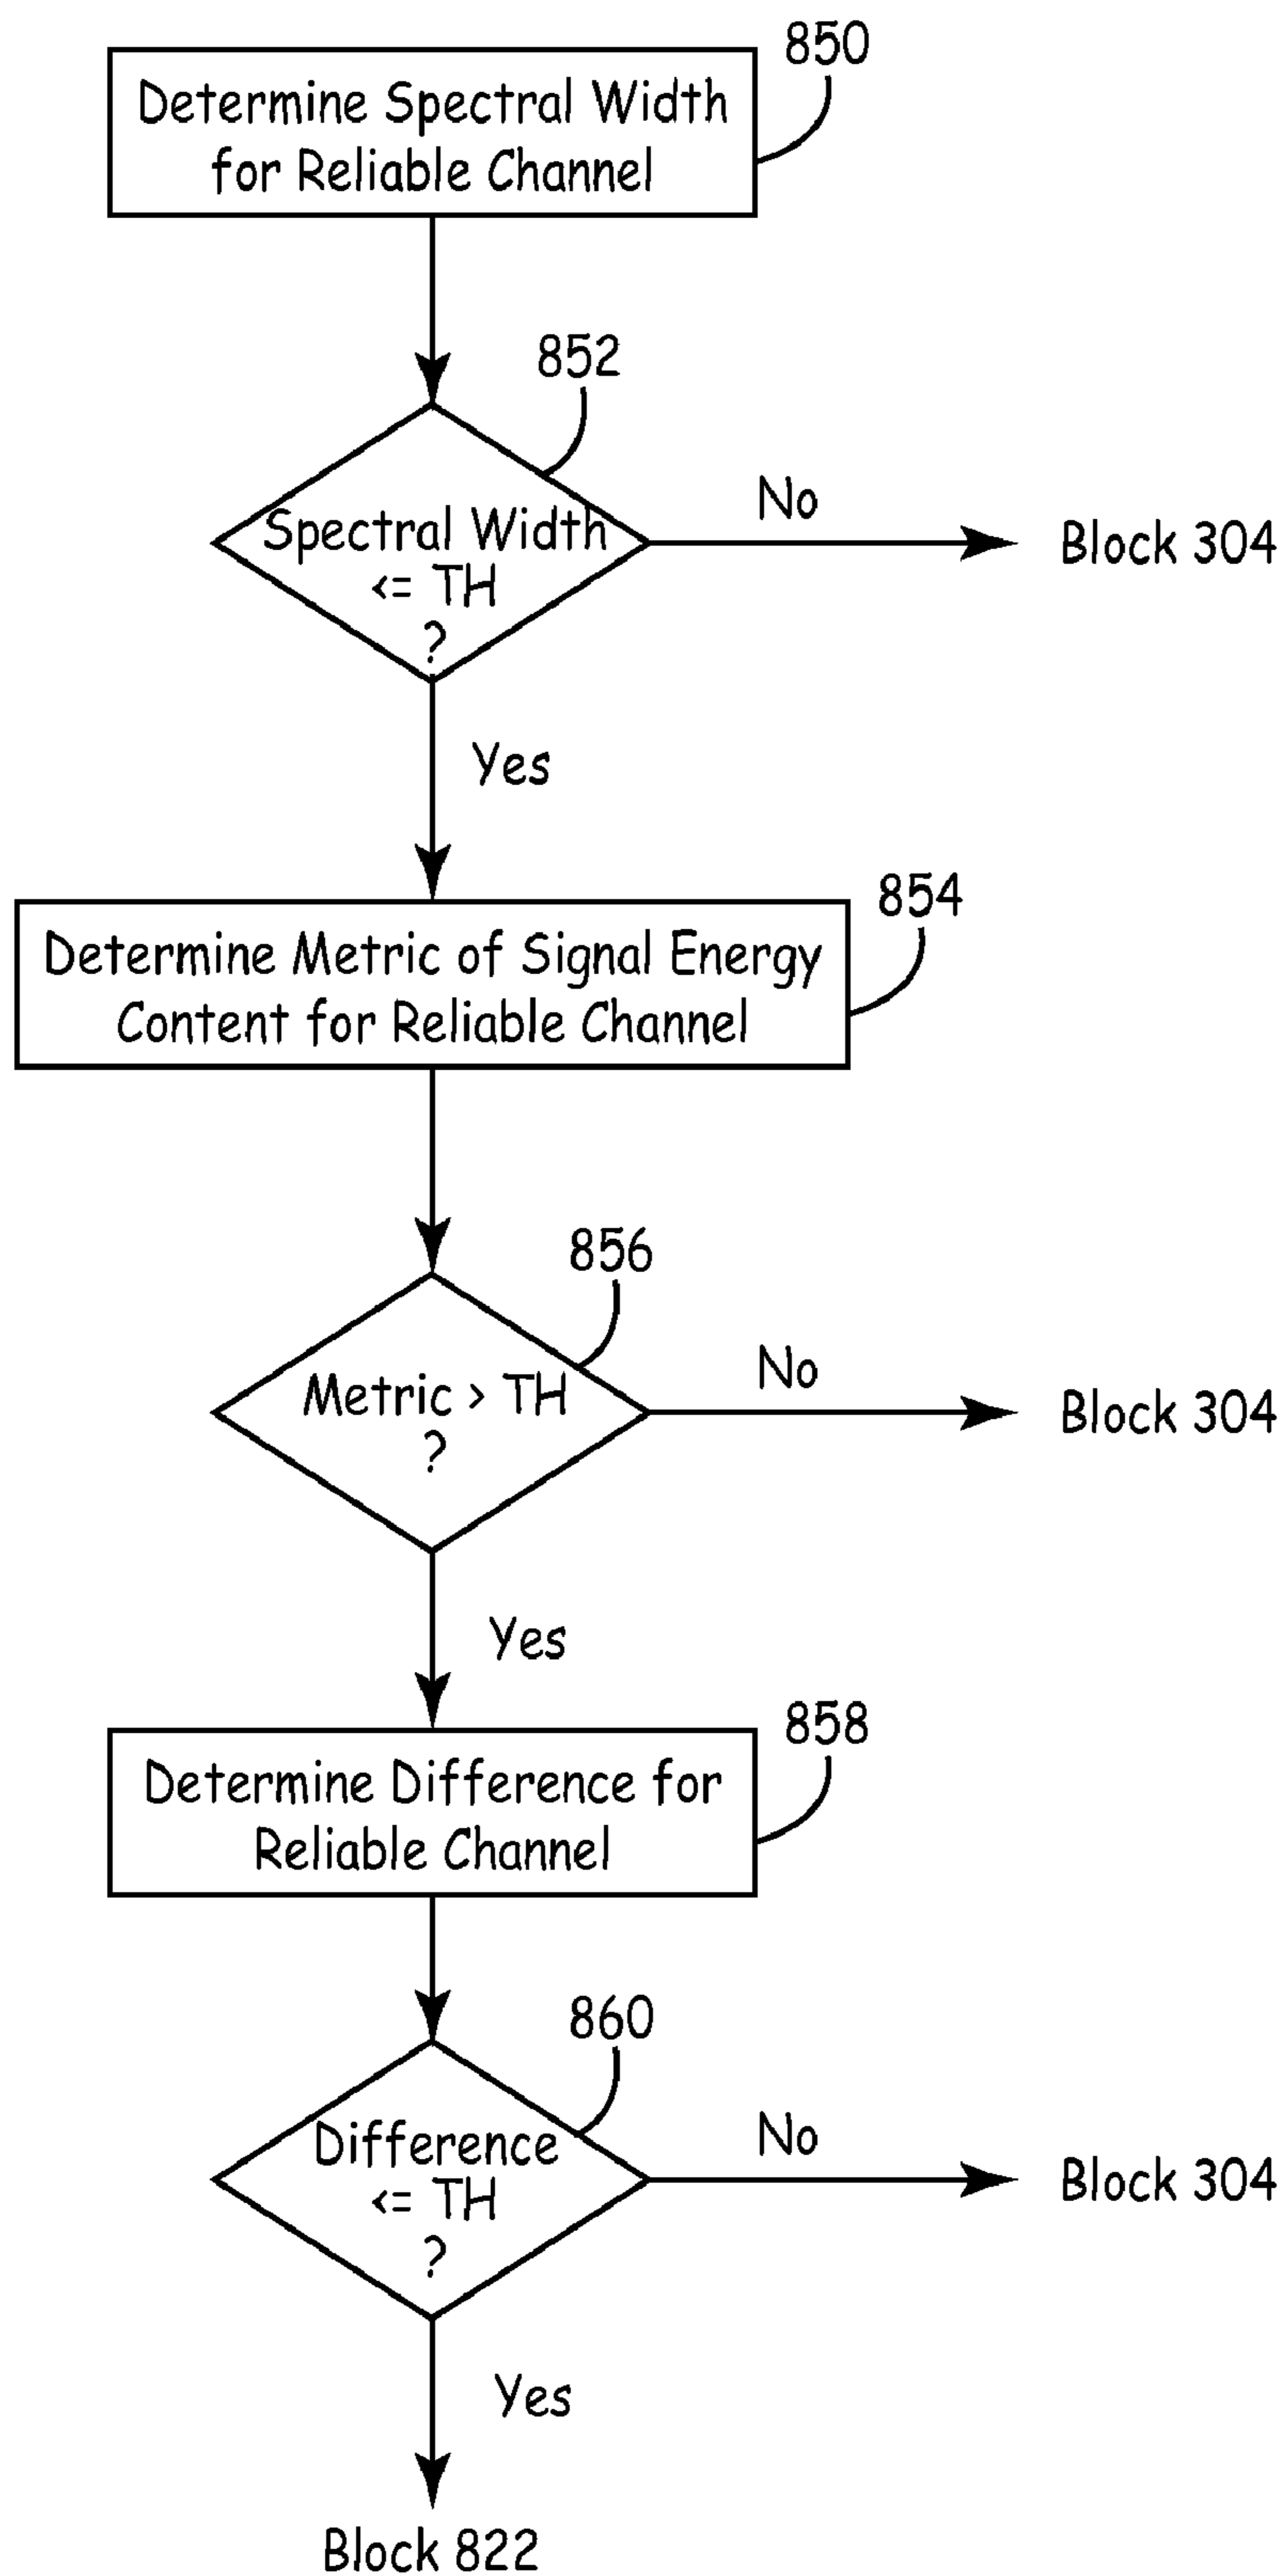 850
Determine Spectral Width
for Reliable Channel
852
Spectral Width
<= TH
?
No
Block 304
Yes
854
Determine Metric of Signal Energy
Content for Reliable Channel
856
Metric > TH
?
No
Block 304
Yes
858
Determine Difference for
Reliable Channel
860
Difference
<= TH
?
No
Block 304
Yes
Block 822